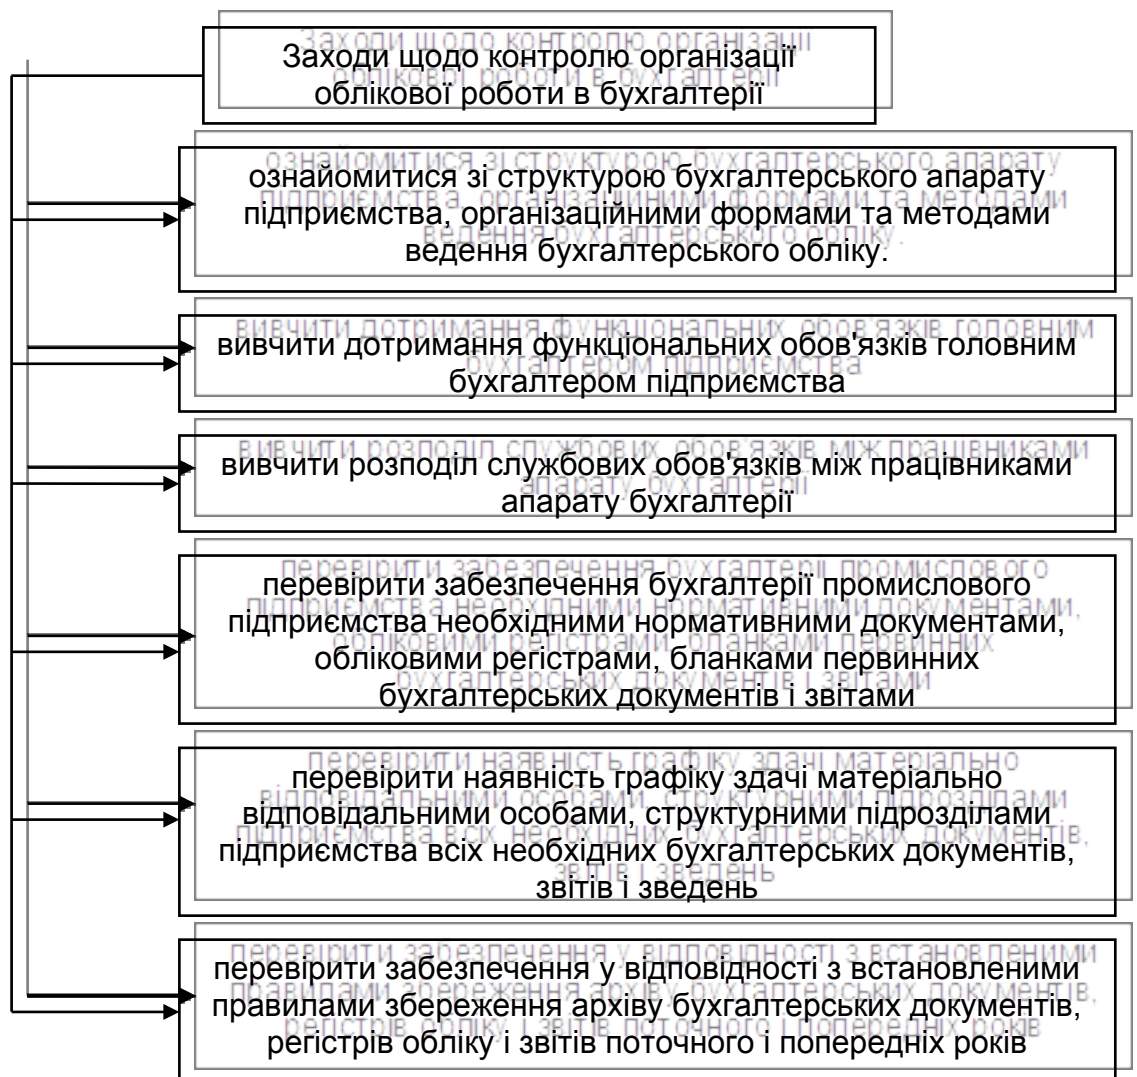 Заходи щодо контролю організації
облікової роботи в бухгалтерії
ознайомитися зі структурою бухгалтерського апарату
підприємства, організаційними формами та методами
ведення бухгалтерського обліку.
вивчити дотримання функціональних обов'язків головним
бухгалтером підприємства
вивчити розподіл службових обов'язків між працівниками
апарату бухгалтерії
перевірити забезпечення бухгалтерії промислового
підприємства необхідними нормативними документами,
обліковими регістрами, бланками первинних
бухгалтерських документів і звітами
перевірити наявність графіку здачі матеріально
відповідальними особами, структурними підрозділами
підприємства всіх необхідних бухгалтерських документів,
звітів і зведень
перевірити забезпечення у відповідності з встановленими
правилами збереження архіву бухгалтерських документів,
регістрів обліку і звітів поточного і попередніх років